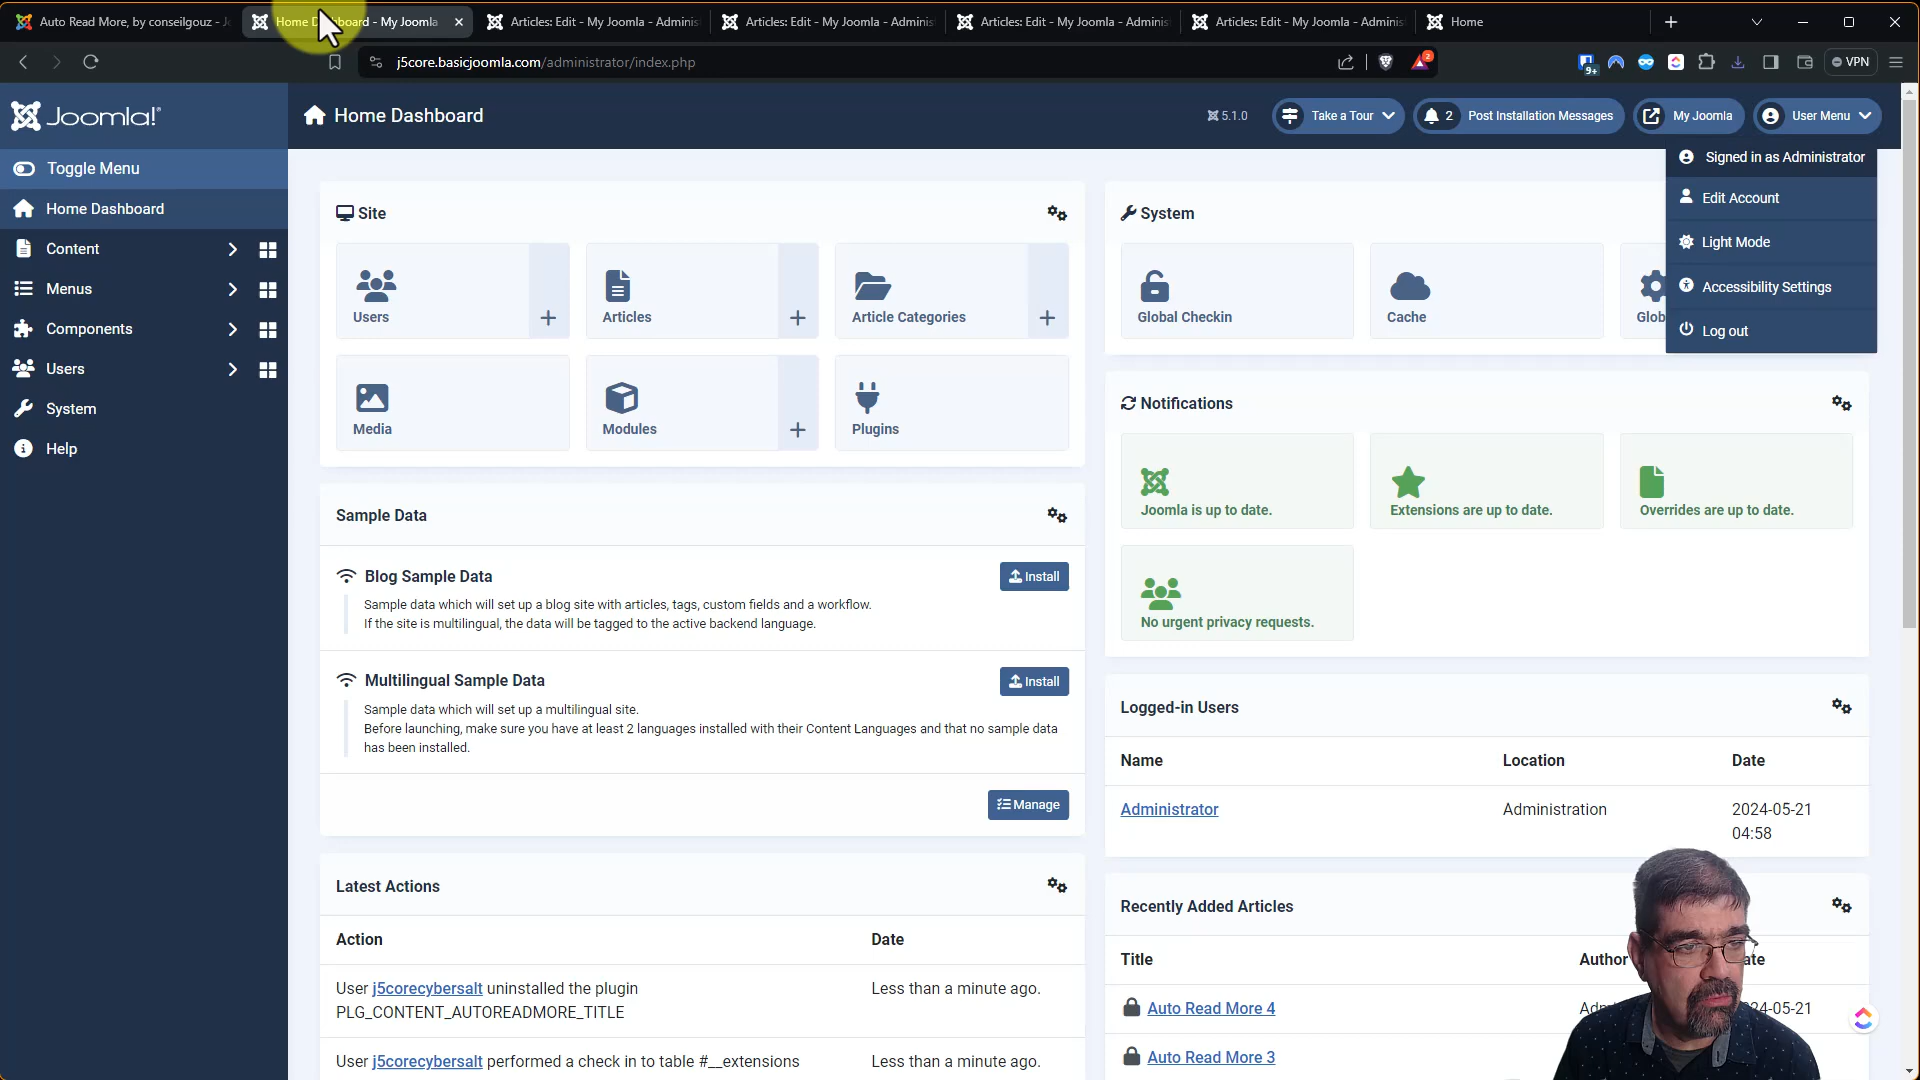 Auto Read More, by conseilgouz - Jo
Home Dashboard - My Joomla
Articles: Edit - My Joomla - Adminis
Articles: Edit - My Joomla - Adminis
Articles: Edit - My Joomla - Adminis
Articles: Edit - My Joomla - Adminis
Home
j5core.basicjoomla.com/administrator/index.php
2
9+
VPN
Joomla!
Home Dashboard
5.1.0
Take a Tour
2
Post Installation Messages
My Joomla
User Menu
Signed in as Administrator
Edit Account
Light Mode
Accessibility Settings
Log out
Toggle Menu
Home Dashboard
Content
Menus
Components
Users
System
Help
Site
Users
Articles
Article Categories
Media
Modules
Plugins
Sample Data
Blog Sample Data
Install
Sample data which will set up a blog site with articles, tags, custom fields and a workflow.
If the site is multilingual, the data will be tagged to the active backend language.
Multilingual Sample Data
Install
Sample data which will set up a multilingual site.
Before launching, make sure you have at least 2 languages installed with their Content Languages and that no sample data
has been installed.
Manage
Latest Actions
Action
Date
User j5corecybersalt uninstalled the plugin
PLG_CONTENT_AUTOREADMORE_TITLE
Less than a minute ago.
User j5corecybersalt performed a check in to table #__extensions
Less than a minute ago.
System
Global Checkin
Cache
Glob
Notifications
Joomla is up to date.
Extensions are up to date.
Overrides are up to date.
No urgent privacy requests.
Logged-in Users
Name
Location
Date
Administrator
Administration
2024-05-21
04:58
Recently Added Articles
Title
Author
Auto Read More 4
24-05-21
Auto Read More 3